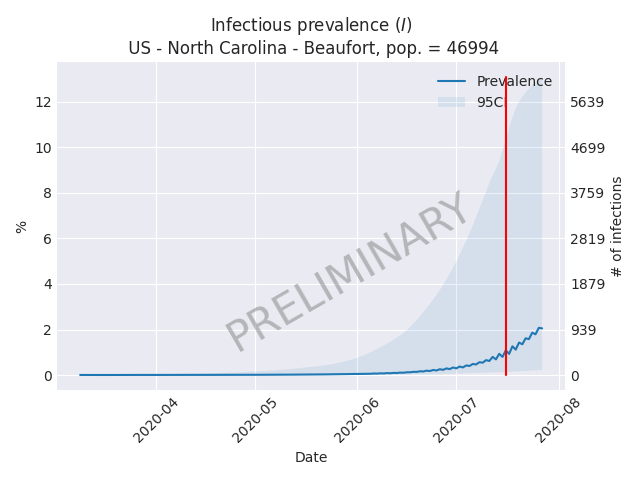 Infectious prevalence (I)
US - North Carolina - Beaufort, pop. = 46994
Prevalence
95CI
12
10
8
6
4
2
0
%
5639
4699
3759
2819
1879
939
0
# of infections
PRELIMINARY
2020-04
2020-05
2020-06
2020-07
2020-08
Date